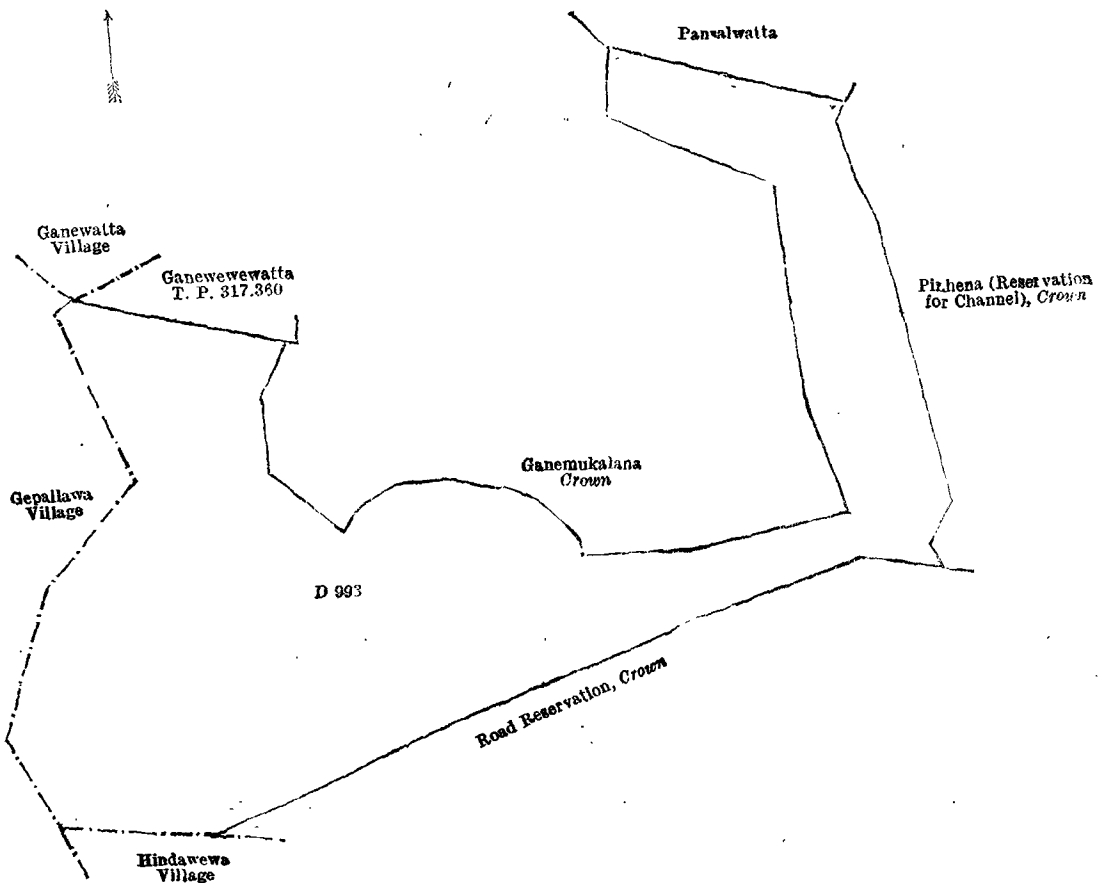 Pansalwatta
Ganewatta
Village
Ganewewewatta
T. P. 317.360
Pihena (Reservation
for Channel), Crown
Ganemukalana
Crown
Gepallawa
Village
D 993
Road Reservation, Crown
Hindawewa
Village